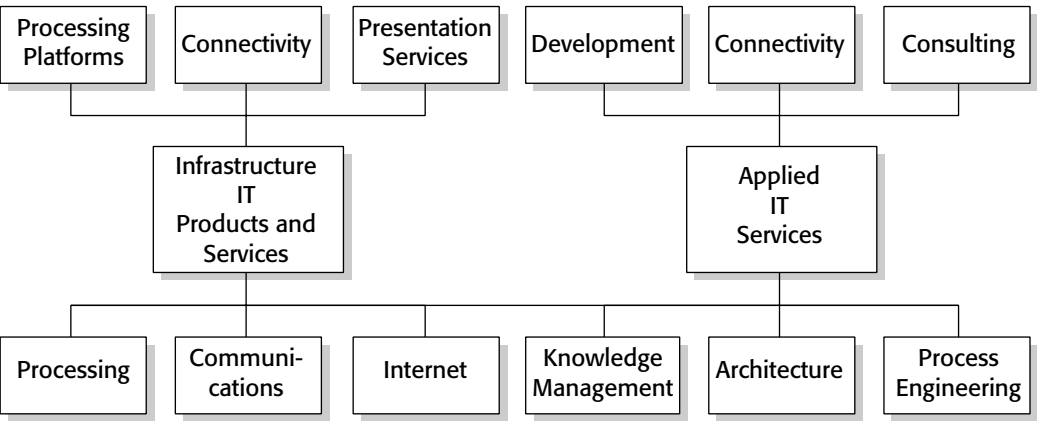 Processing
Platforms
Connectivity
Presentation
Services
Development
Connectivity
Consulting
Infrastructure
IT
Products and
Services
Applied
IT
Services
Processing
Communi-
cations
Internet
Knowledge
Management
Architecture
Process
Engineering